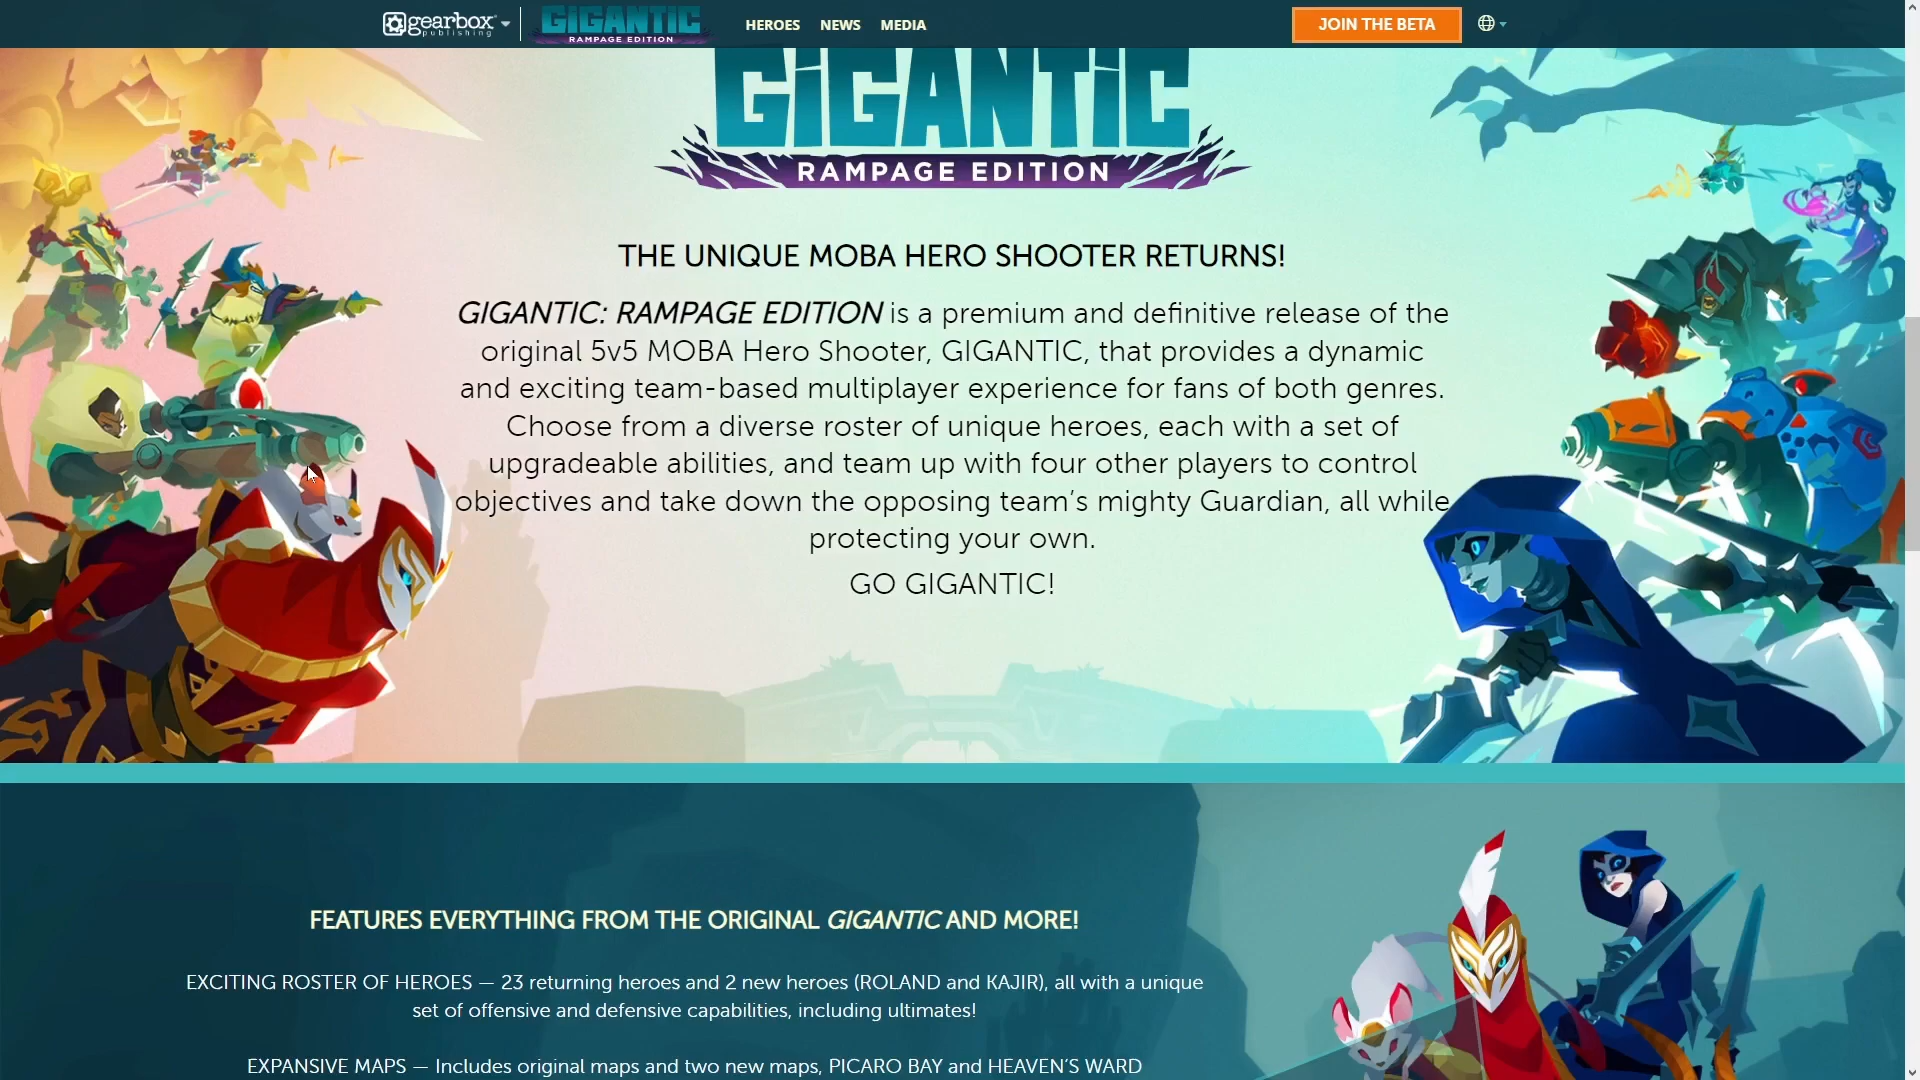 gearbox
publishing
GIGANTIC
RAMPAGE EDITION
HEROES
NEWS
MEDIA
JOIN THE BETA
GIGANTIC
RAMPAGE EDITION
THE UNIQUE MOBA HERO SHOOTER RETURNS!
GIGANTIC: RAMPAGE EDITION is a premium and definitive release of the
original 5v5 MOBA Hero Shooter, GIGANTIC, that provides a dynamic
and exciting team-based multiplayer experience for fans of both genres.
Choose from a diverse roster of unique heroes, each with a set of
upgradeable abilities, and team up with four other players to control
objectives and take down the opposing team’s mighty Guardian, all while
protecting your own.
GO GIGANTIC!
FEATURES EVERYTHING FROM THE ORIGINAL GIGANTIC AND MORE!
EXCITING ROSTER OF HEROES — 23 returning heroes and 2 new heroes (ROLAND and KAJIR), all with a unique
set of offensive and defensive capabilities, including ultimates!
EXPANSIVE MAPS — Includes original maps and two new maps, PICARO BAY and HEAVEN’S WARD